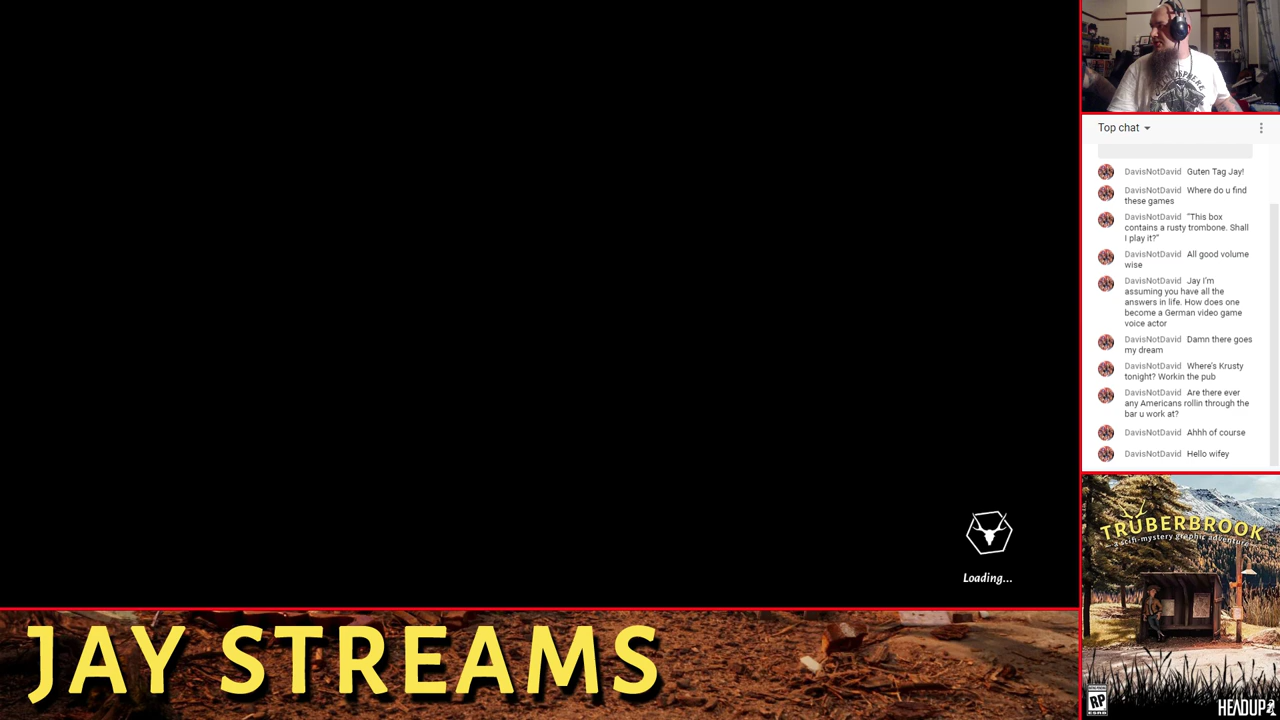 Top chat
DavisNotDavid Guten Tag Jay!
DavisNotDavid Where do u find
these games
DavisNotDavid "This box
contains a rusty trombone. Shall
I play it?"
DavisNotDavid All good volume
wise
DavisNotDavid Jay I'm
assuming you have all the
answers in life. How does one
become a German video game
voice actor
DavisNotDavid Damn there goes
my dream
DavisNotDavid Where's Krusty
tonight? Workin the pub
DavisNotDavid Are there ever
any Americans rollin through the
bar u work at?
DavisNotDavid Ahhh of course
DavisNotDavid Hello wifey
Loading...
TRÜBERBROOK
a scifi-mystery graphic adventure
JAY STREAMS
RP
ESRB
HEADUP